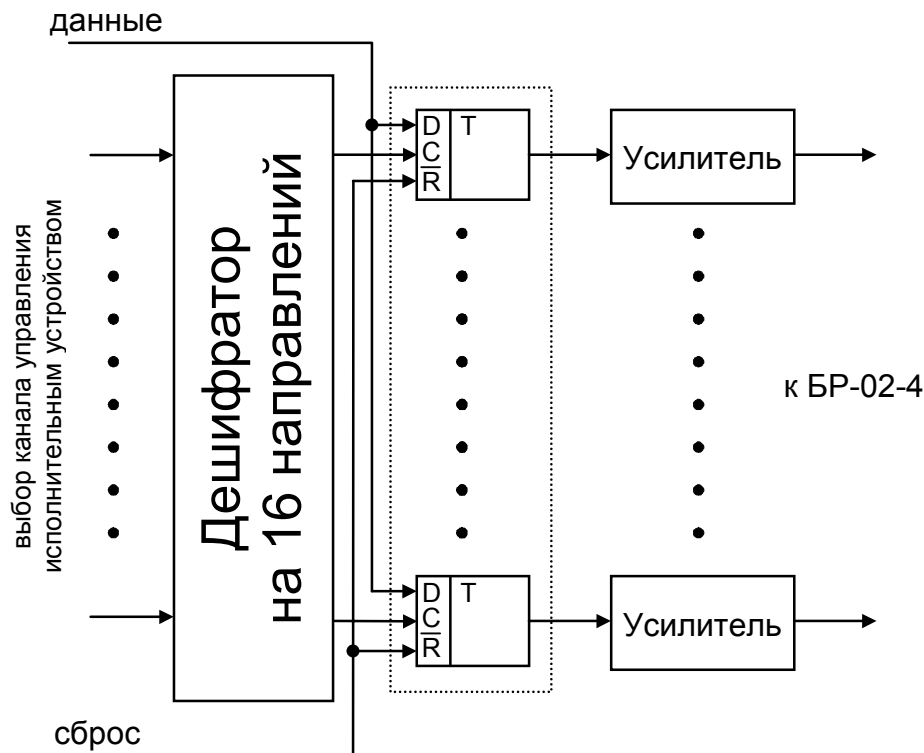 данные
выбор канала управления
исполнительным устройством
Дешифратор
на 16 направлений
D T
C
R̅
Усилитель
к БР-02-4
D T
C
R̅
Усилитель
сброс